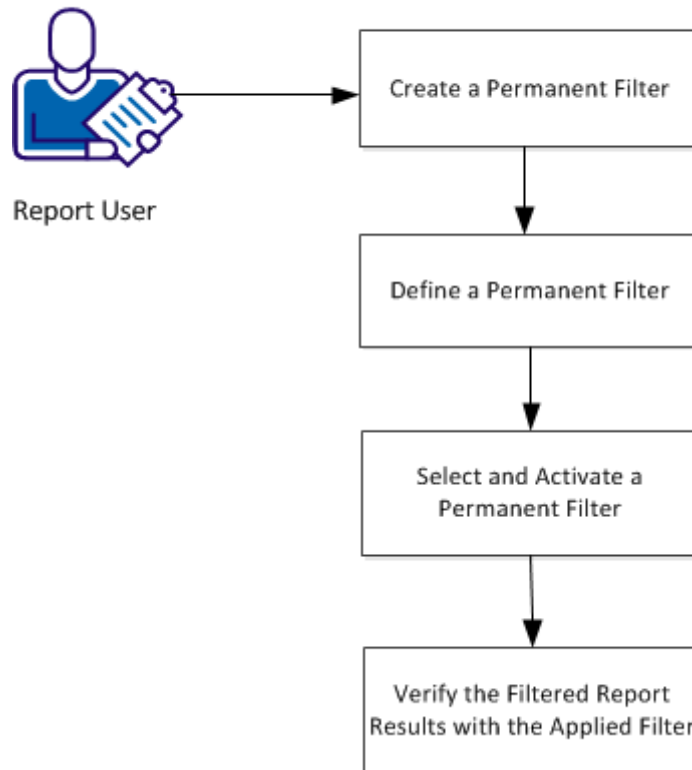 Create a Permanent Filter
Report User
Define a Permanent Filter
Select and Activate a
Permanent Filter
Verify the Filtered Report
Results with the Applied Filter